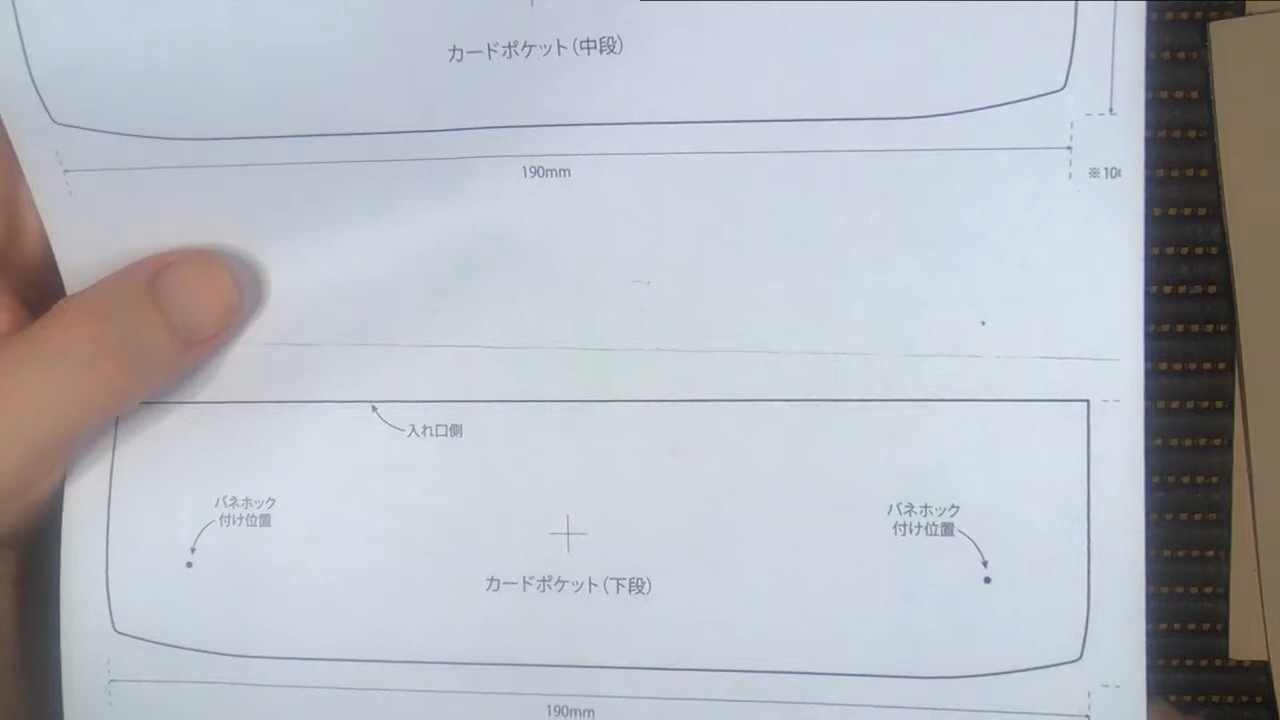 カードポケット（中段）
190mm
※10
入れ口側
バネホック
付け位置
バネホック
付け位置
カードポケット（下段）
190mm